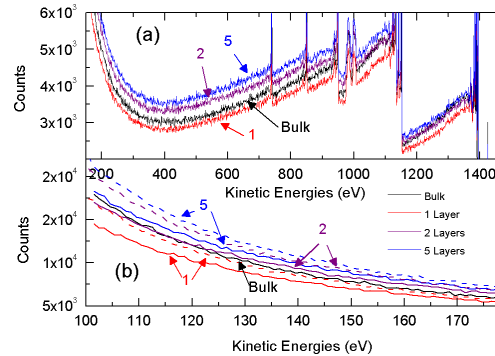 6x10³
5x10³
4x10³
3x10³
Counts
(a)
5
2
1
Bulk
200 400 600 800 1000 1200 1400
Kinetic Energies (eV)
2x10⁴
2x10⁴
1x10⁴
5x10³
Counts
(b)
5
2
1
Bulk
Bulk
1 Layer
2 Layers
5 Layers
100 110 120 130 140 150 160 170
Kinetic Energies (eV)